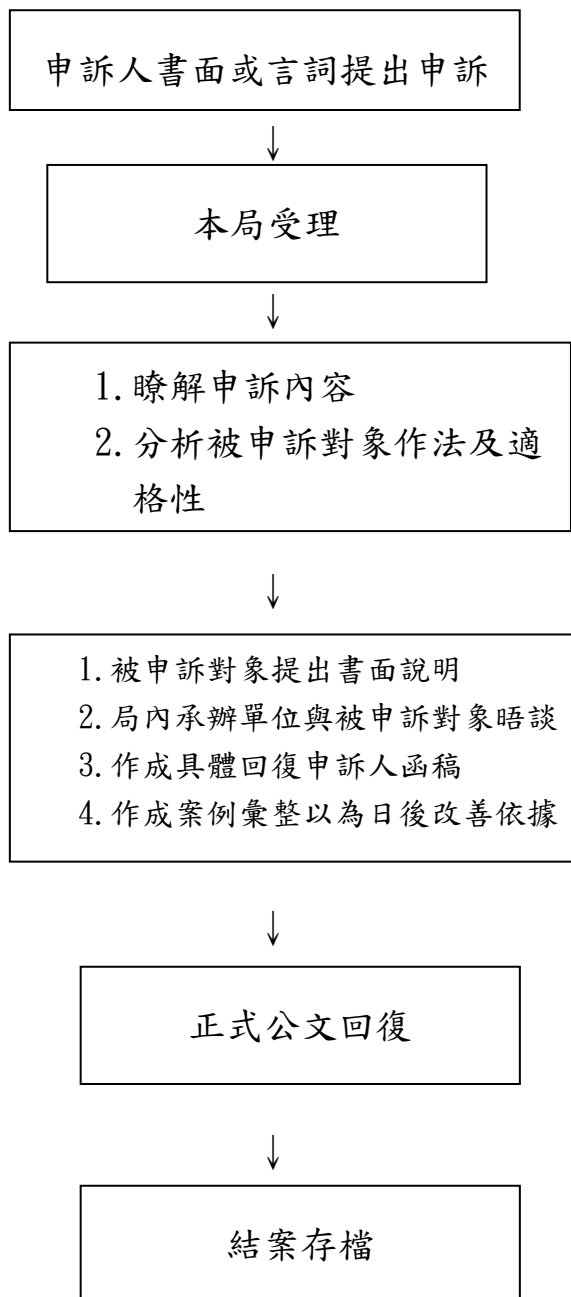 申訴人書面或言詞提出申訴
↓
本局受理
↓
1.瞭解申訴內容
2.分析被申訴對象作法及適
格性
↓
1.被申訴對象提出書面說明
2.局內承辦單位與被申訴對象晤談
3.作成具體回復申訴人函稿
4.作成案例彙整以為日後改善依據
↓
正式公文回復
↓
結案存檔